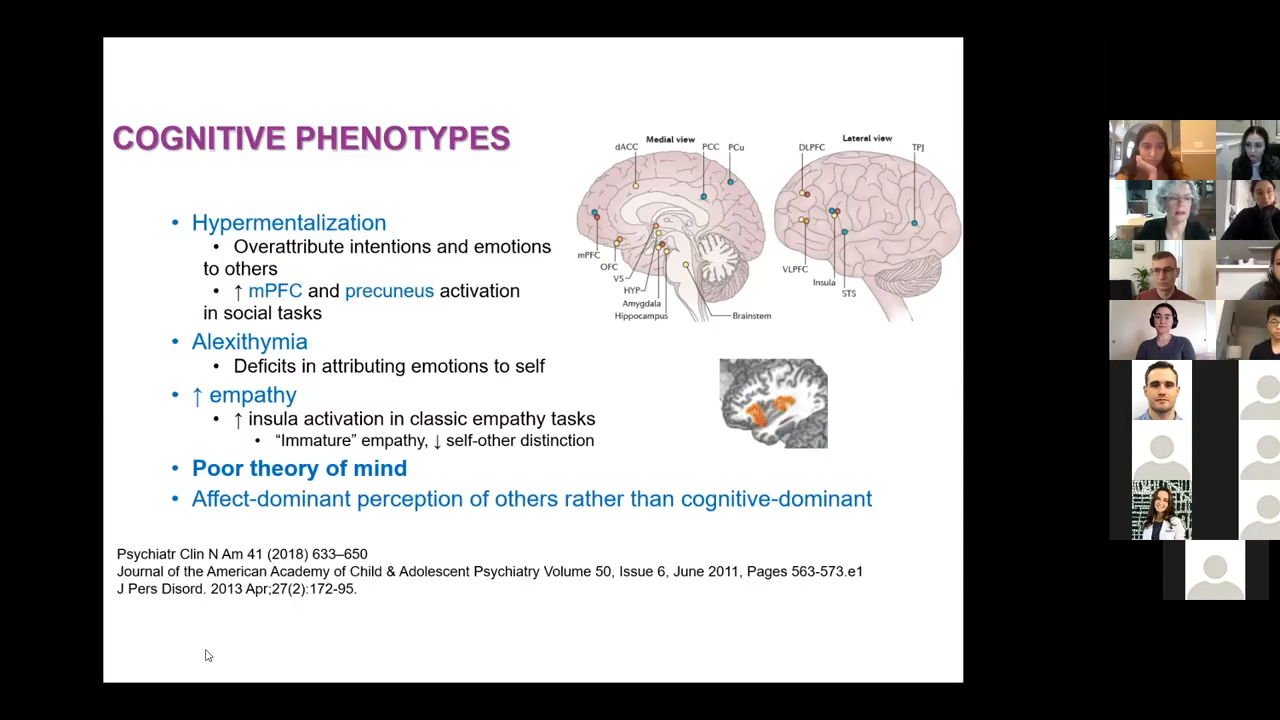 COGNITIVE PHENOTYPES
• Hypermentalization
• Overattribute intentions and emotions
to others
• ↑ mPFC and precuneus activation
in social tasks
• Alexithymia
• Deficits in attributing emotions to self
• ↑ empathy
• ↑ insula activation in classic empathy tasks
• “Immature” empathy, ↓ self-other distinction
• Poor theory of mind
• Affect-dominant perception of others rather than cognitive-dominant
Medial view
dACC
PCC
PCu
mPFC
OFC
VS
HYP
Amygdala
Hippocampus
Brainstem
Lateral view
DLPFC
TPJ
VLPFC
Insula
STS
Psychiatr Clin N Am 41 (2018) 633–650
Journal of the American Academy of Child & Adolescent Psychiatry Volume 50, Issue 6, June 2011, Pages 563-573.e1
J Pers Disord. 2013 Apr;27(2):172-95.